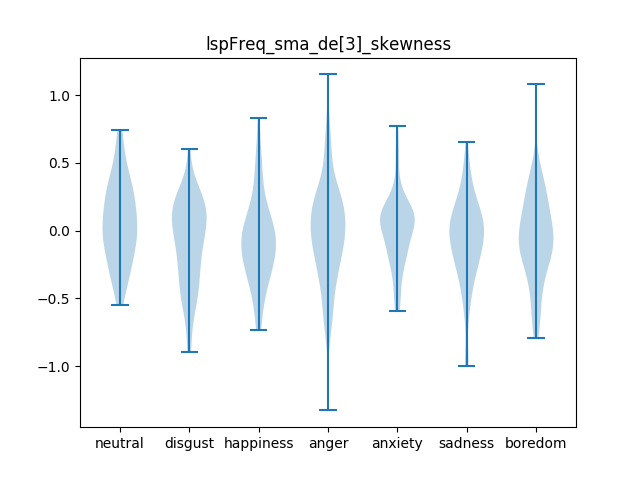 lspFreq_sma_de[3]_skewness
1.0
0.5
0.0
−0.5
−1.0
neutral disgust happiness anger anxiety sadness boredom